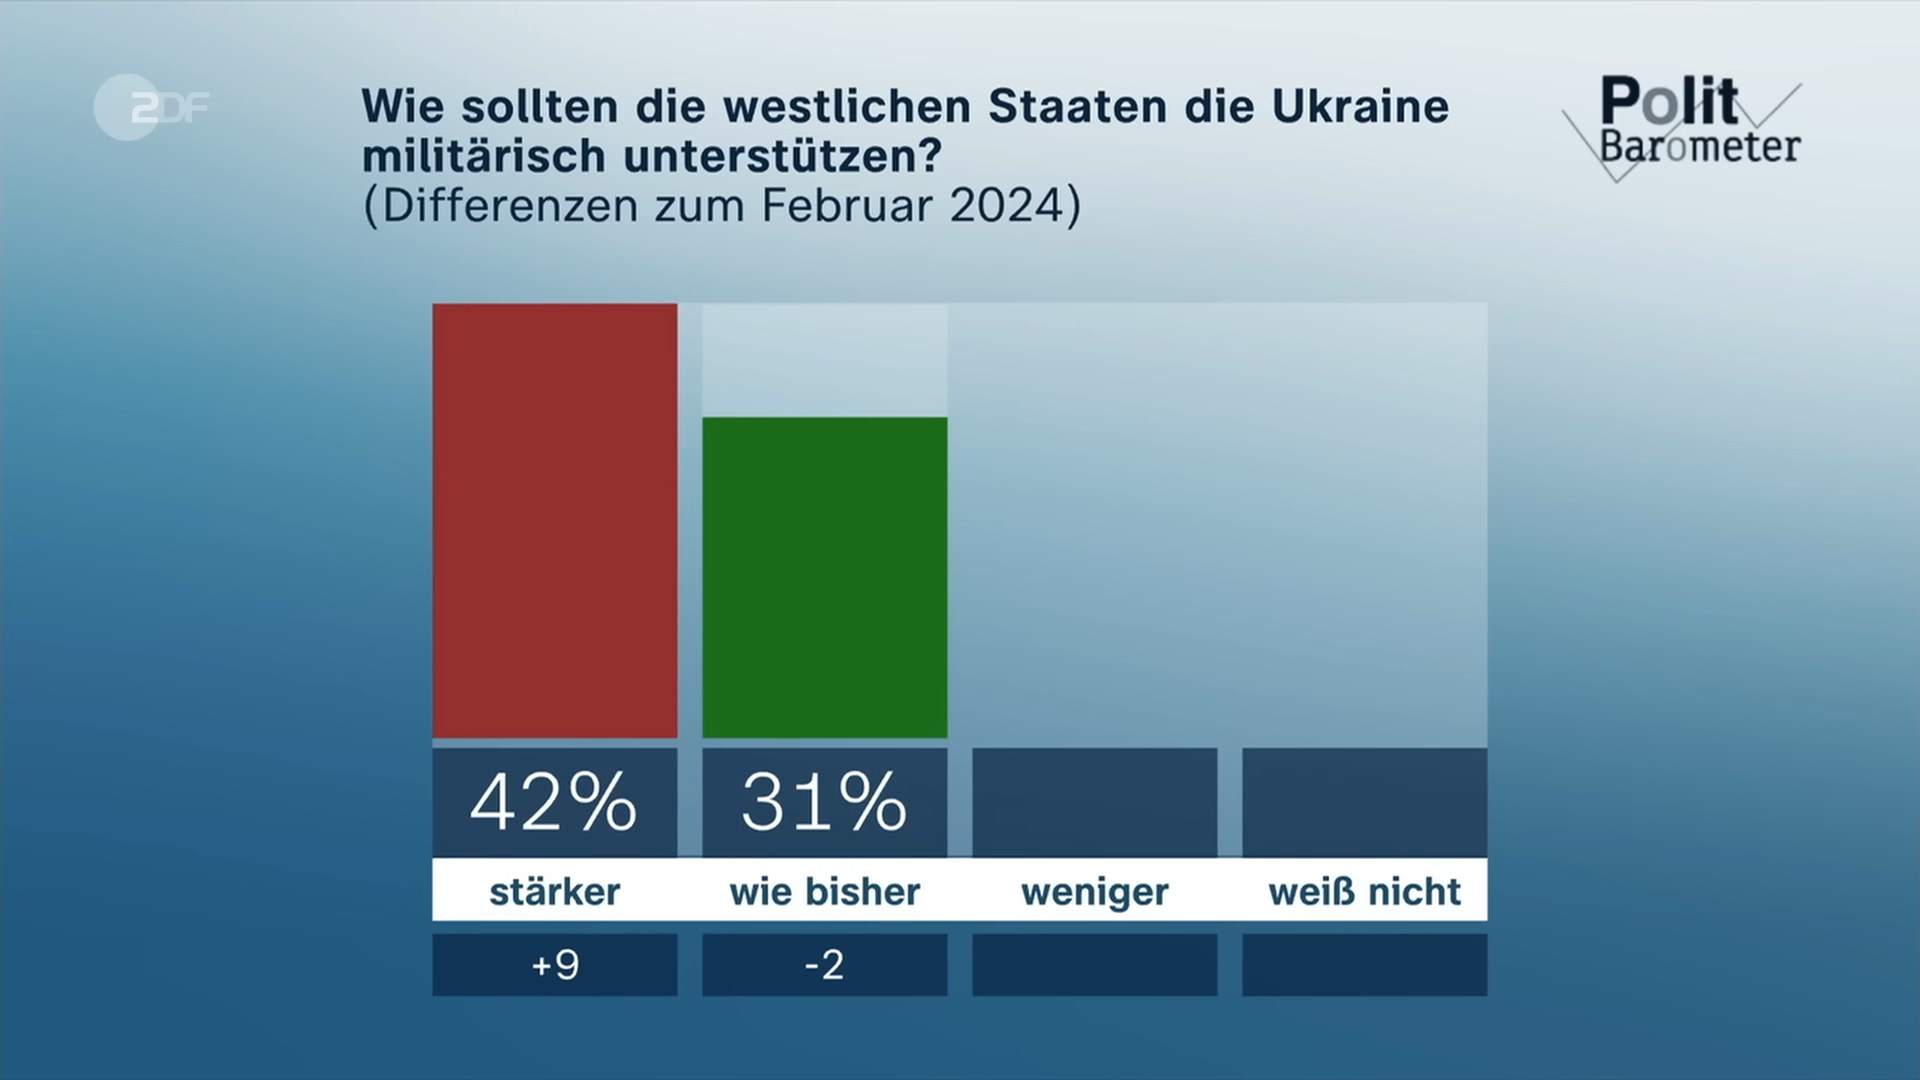 ZDF
Wie sollten die westlichen Staaten die Ukraine
militärisch unterstützen?
(Differenzen zum Februar 2024)
Polit
Barometer
42% 31%
stärker wie bisher weniger weiß nicht
+9 -2